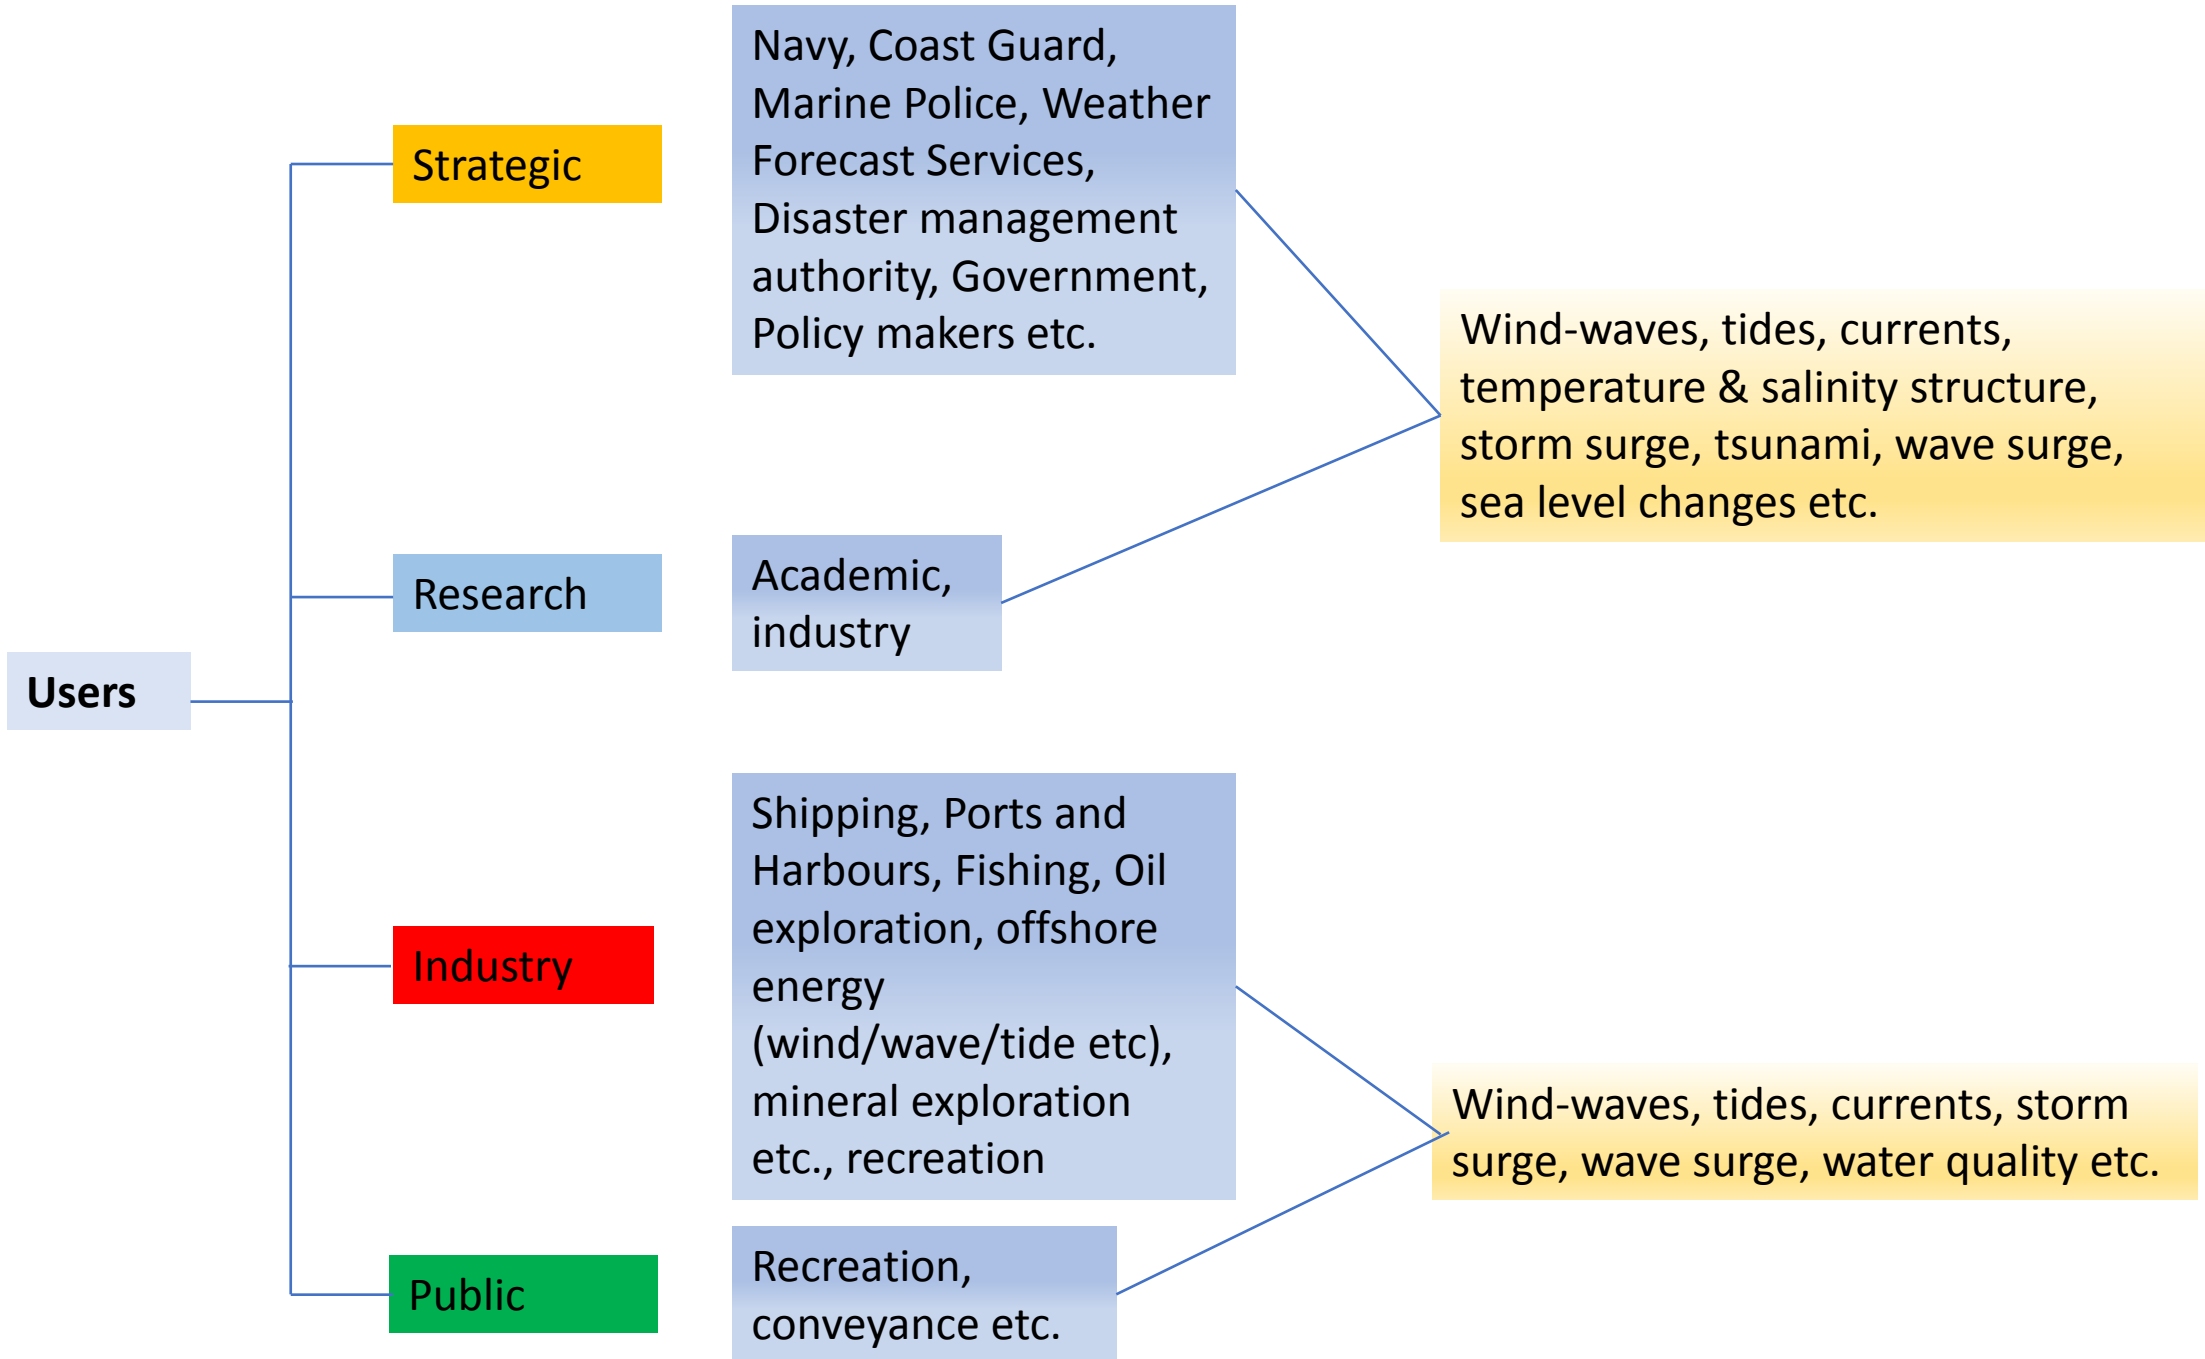 Users
Strategic
Navy, Coast Guard,
Marine Police, Weather
Forecast Services,
Disaster management
authority, Government,
Policy makers etc.
Research
Academic,
industry
Wind-waves, tides, currents,
temperature & salinity structure,
storm surge, tsunami, wave surge,
sea level changes etc.
Industry
Shipping, Ports and
Harbours, Fishing, Oil
exploration, offshore
energy
(wind/wave/tide etc),
mineral exploration
etc., recreation
Public
Recreation,
conveyance etc.
Wind-waves, tides, currents, storm
surge, wave surge, water quality etc.